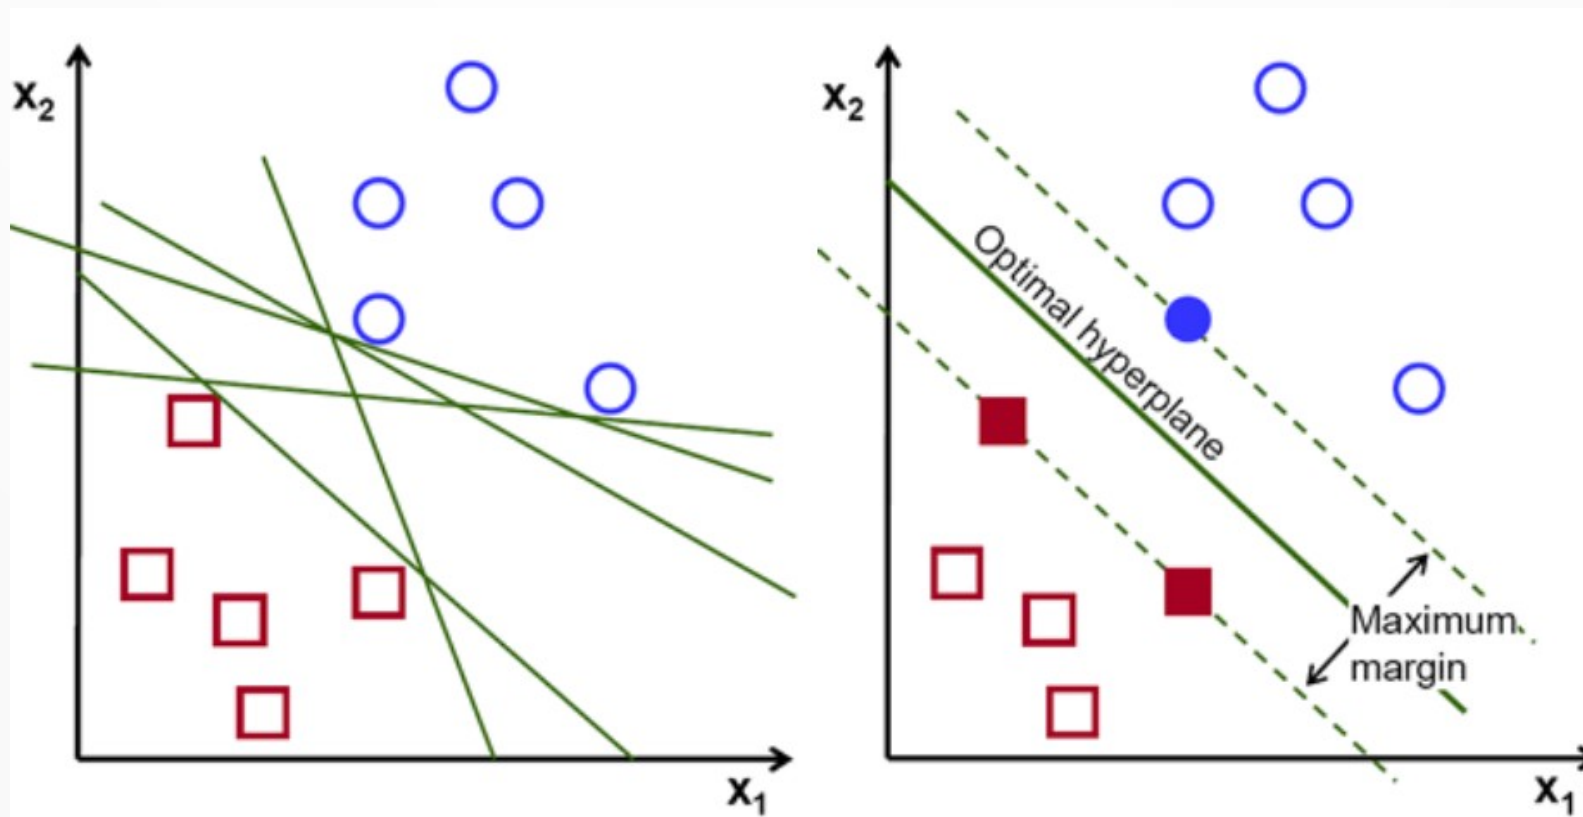 x₂
x₁
x₂
Optimal hyperplane
Maximum
margin
x₁